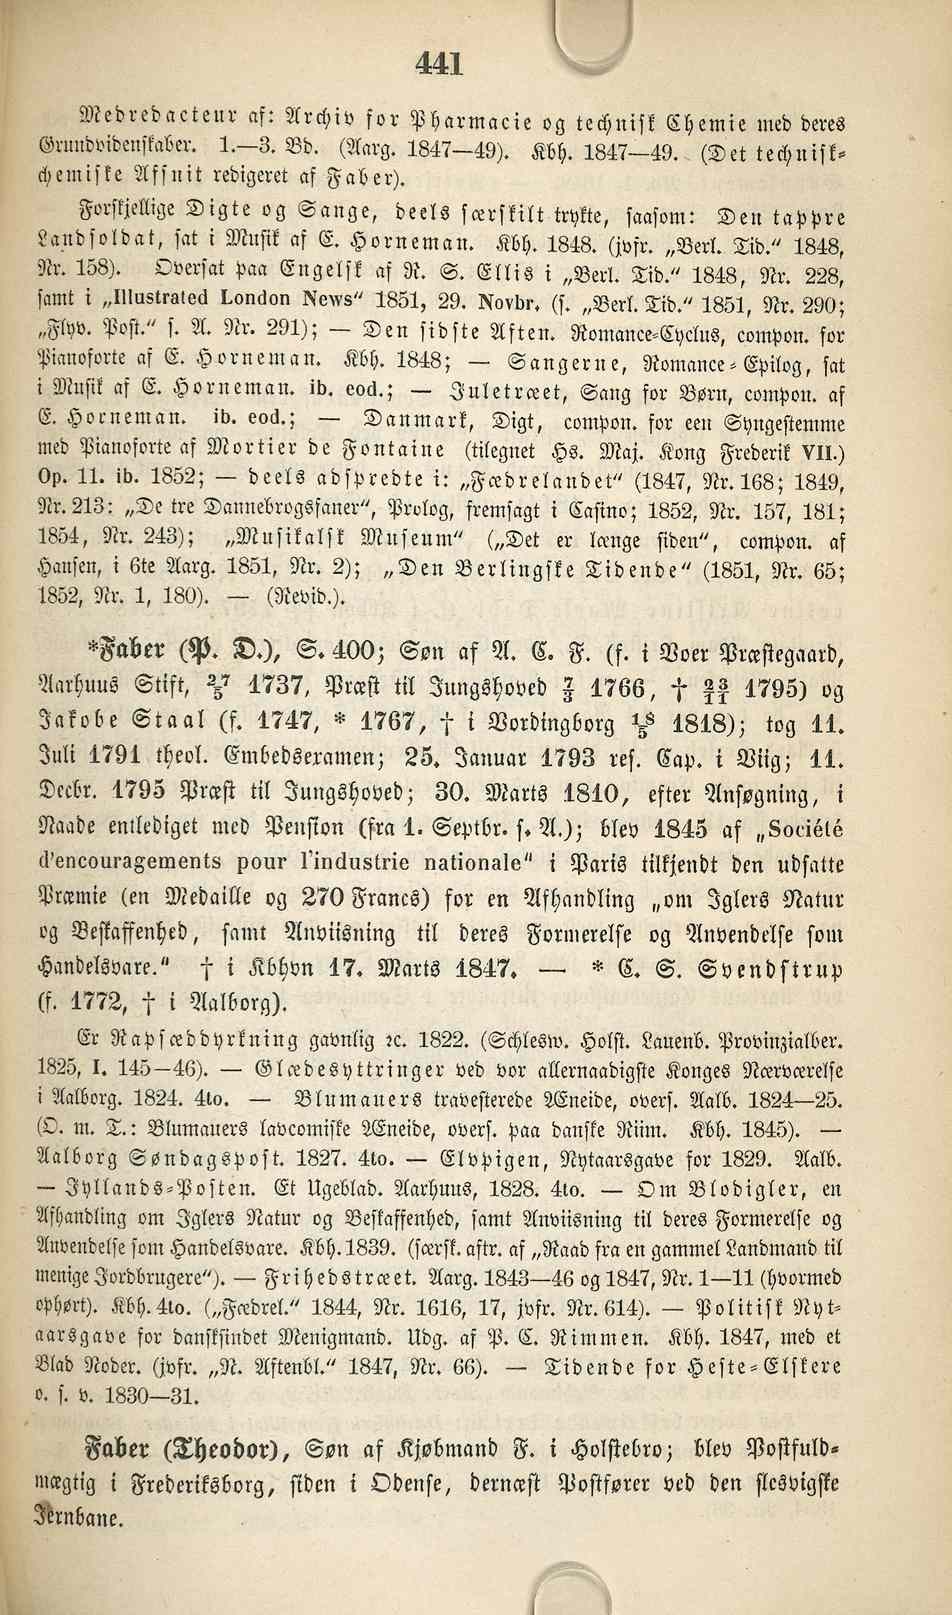 441
Medredacteur af: Archiv for Pharmacie og technisk Chemie med deres
Grundvidenskaber. 1.—3. Bd. (Aarg. 1847—49). Kbh. 1847—49. (Det technisk-
chemiske Afsnit redigeret af Faber).
Forskjellige Digte og Sange, deels særskilt trykte, saasom: Den tappre
Landsoldat, sat i Musik af E. Horneman. Kbh. 1848. (jvfr. „Berl. Tid.“ 1848,
Nr. 158). Oversat paa Engelsk af R. S. Ellis i „Berl. Tid.“ 1848, Nr. 228,
samt i „Illustrated London News“ 1851, 29. Novbr. (s. „Berl. Tid.“ 1851, Nr. 290;
„Flyv. Post.“ s. A. Nr. 291); — Den sidste Aften. Romance-Cyclus, compon. for
Pianoforte af E. Horneman. Kbh. 1848; — Sangerne, Romance-Epilog, sat
i Musik af E. Horneman. ib. eod.; — Juletræet, Sang for Børn, compon. af
E. Horneman. ib. eod.; — Danmark, Digt, compon. for een Syngestemme
med Pianoforte af Mortier de Fontaine (tilegnet Hs. Maj. Kong Frederik VII.)
Op. 11. ib. 1852; — deels adspredte i: „Fædrelandet“ (1847, Nr. 168; 1849,
Nr. 213: „De tre Dannebrogsfaner“, Prolog, fremsagt i Casino; 1852, Nr. 157, 181;
1854, Nr. 243); „Musikalsk Museum“ („Det er længe siden“, compon. af
Hansen, i 6te Aarg. 1851, Nr. 2); „Den Berlingske Tidende“ (1851, Nr. 65;
1852, Nr. 1, 180). — (Revid.).
*Faber (P. D.), S. 400; Søn af A. C. F. (f. i Voer Præstegaard,
Aarhuus Stift, 27/5 1737, Præst til Jungshoved 7/3 1766, † 23/11 1795) og
Jakobe Staal (f. 1747, * 1767, † i Vordingborg 18/5 1818); tog 11.
Juli 1791 theol. Embedsexamen; 25. Januar 1793 res. Cap. i Viig; 11.
Decbr. 1795 Præst til Jungshoved; 30. Marts 1810, efter Ansøgning, i
Naade entlediget med Pension (fra 1. Septbr. s. A.); blev 1845 af „Société
d'encouragements pour l'industrie nationale“ i Paris tilkjendt den udsatte
Præmie (en Medaille og 270 Francs) for en Afhandling „om Iglers Natur
og Beskaffenhed, samt Anviisning til deres Formerelse og Anvendelse som
Handelsvare.“ † i Kbhvn 17. Marts 1847. — * C. S. Svendstrup
(f. 1772, † i Aalborg).
Er Rapsæddyrkning gavnlig ꝛc. 1822. (Schlesw. Holst. Lauenb. Provinzialber.
1825, I. 145—46). — Glædesyttringer ved vor allernaadigste Konges Nærværelse
i Aalborg. 1824. 4to. — Blumauers travesterede Æneide, overs. Aalb. 1824—25.
(O. m. T.: Blumauers lavcomiske Æneide, overs. paa danske Riim. Kbh. 1845). —
Aalborg Søndagspost. 1827. 4to. — Elvpigen, Nytaarsgave for 1829. Aalb.
— Jyllands-Posten. Et Ugeblad. Aarhuus, 1828. 4to. — Om Blodigler, en
Afhandling om Iglers Natur og Beskaffenhed, samt Anviisning til deres Formerelse og
Anvendelse som Handelsvare. Kbh. 1839. (særsk. aftr. af „Raad fra en gammel Landmand til
menige Jordbrugere“). — Frihedstræet. Aarg. 1843—46 og 1847, Nr. 1—11 (hvormed
ophørt). Kbh. 4to. („Fædrel.“ 1844, Nr. 1616, 17, jvfr. Nr. 614). — Politisk Nyt-
aarsgave for dansksindet Menigmand. Udg. af P. C. Rimmen. Kbh. 1847, med et
Blad Noder. (jvfr. „N. Aftenbl.“ 1847, Nr. 66). — Tidende for Heste-Elskere
o. s. v. 1830—31.
Faber (Theodor), Søn af Kjøbmand F. i Holstebro; blev Postfuld-
mægtig i Frederiksborg, siden i Odense, dernæst Postfører ved den slesvigske
Jernbane.